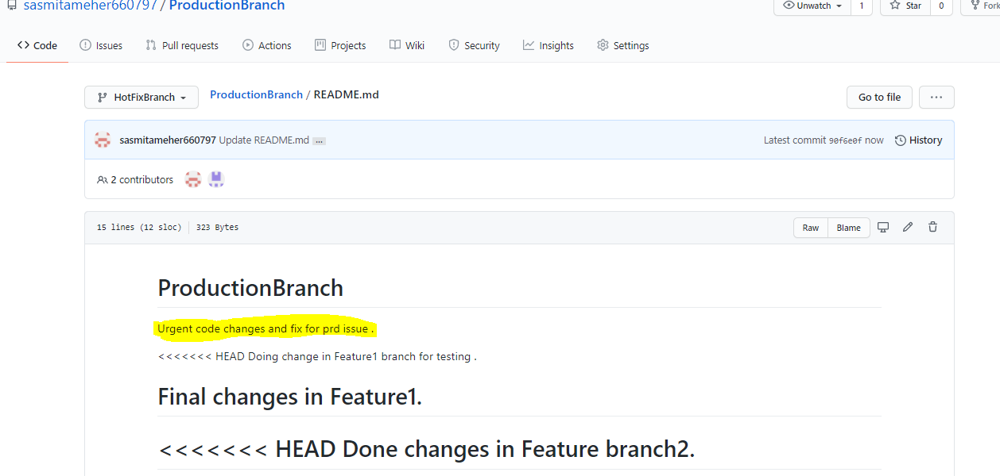 sasmitameher660797 / ProductionBranch
Unwatch 1 Star 0 Fork
Code Issues Pull requests Actions Projects Wiki Security Insights Settings
HotFixBranch ProductionBranch / README.md Go to file ...
sasmitameher660797 Update README.md ... Latest commit 90f6e0f now History
2 contributors
15 lines (12 sloc) 323 Bytes Raw Blame
ProductionBranch
Urgent code changes and fix for prd issue .
<<<<<<< HEAD Doing change in Feature1 branch for testing .
Final changes in Feature1.
<<<<<<< HEAD Done changes in Feature branch2.